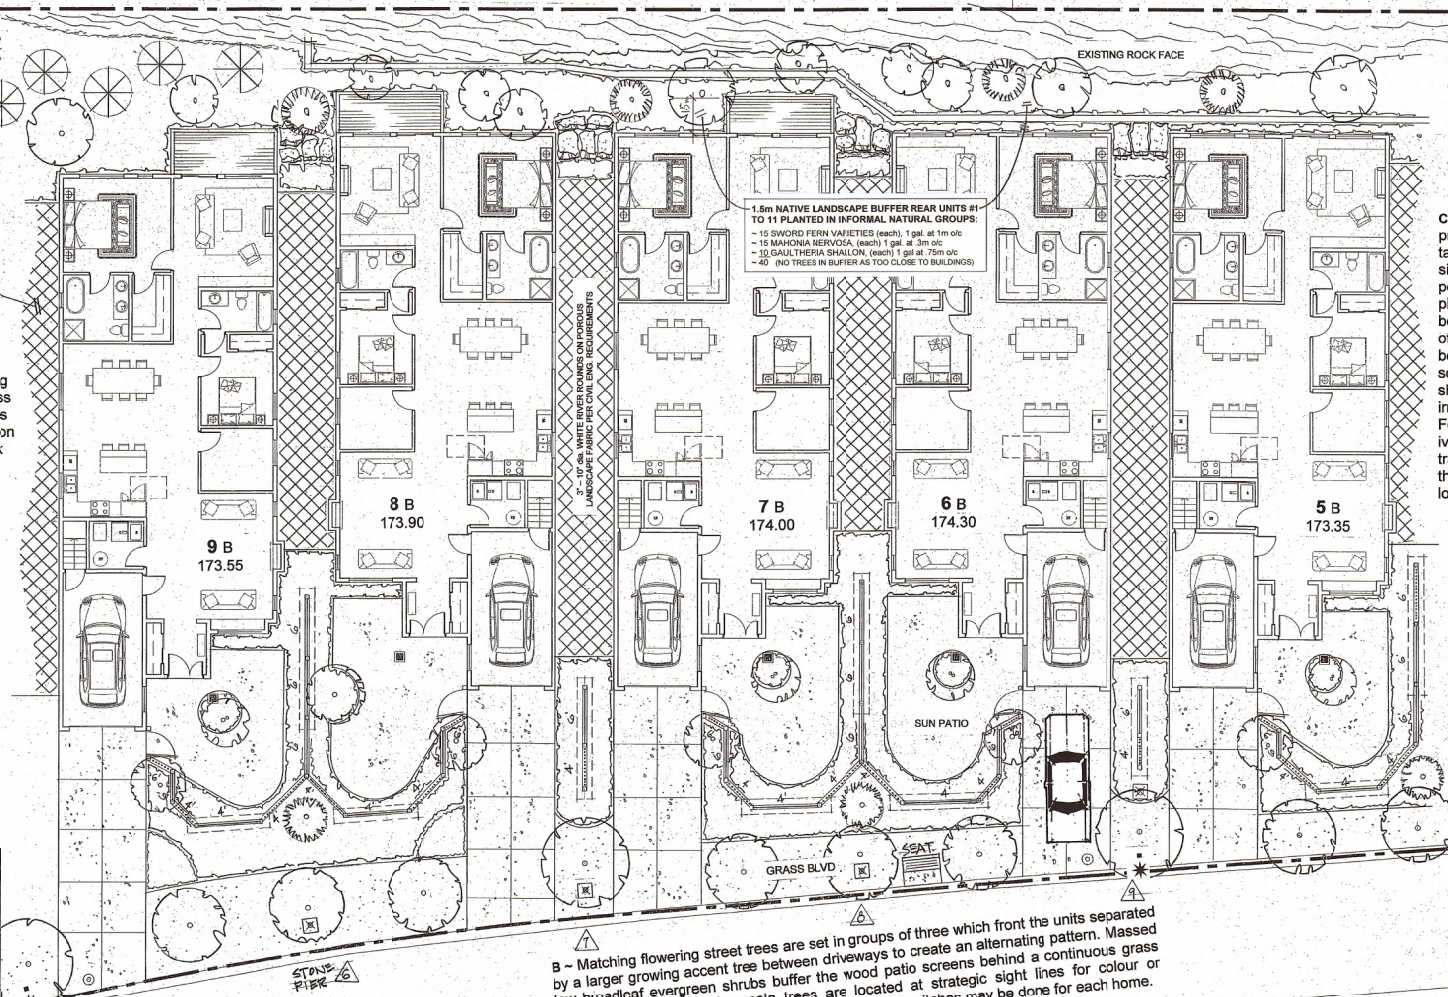 EXISTING ROCK FACE
1.5m NATIVE LANDSCAPE BUFFER REAR UNITS #1
TO 11 PLANTED IN INFORMAL NATURAL GROUPS:
~ 15 SWORD FERN VARIETIES (each), 1 gal. at 1m o/c
~ 15 MAHONIA NERVOSA, (each) 1 gal. at .3m o/c
~ 10 GAULTHERIA SHALLON, (each) 1 gal at .75m o/c
~ 40 (NO TREES IN BUFFER AS TOO CLOSE TO BUILDINGS)
3" – 10" dia. WHITE RIVER ROUNDS ON POROUS
LANDSCAPE FABRIC PER CIVIL ENG. REQUIREMENTS
9 B
173.55
8 B
173.90
7 B
174.00
6 B
174.30
5 B
173.35
SUN PATIO
GRASS BLVD
SEAT.
STONE
PIER
6
7
8
9
B ~ Matching flowering street trees are set in groups of three which front the units separated
by a larger growing accent tree between driveways to create an alternating pattern. Massed
low broadleaf evergreen shrubs buffer the wood patio screens behind a continuous grass
trees are located at strategic sight lines for colour or
may be done for each home.